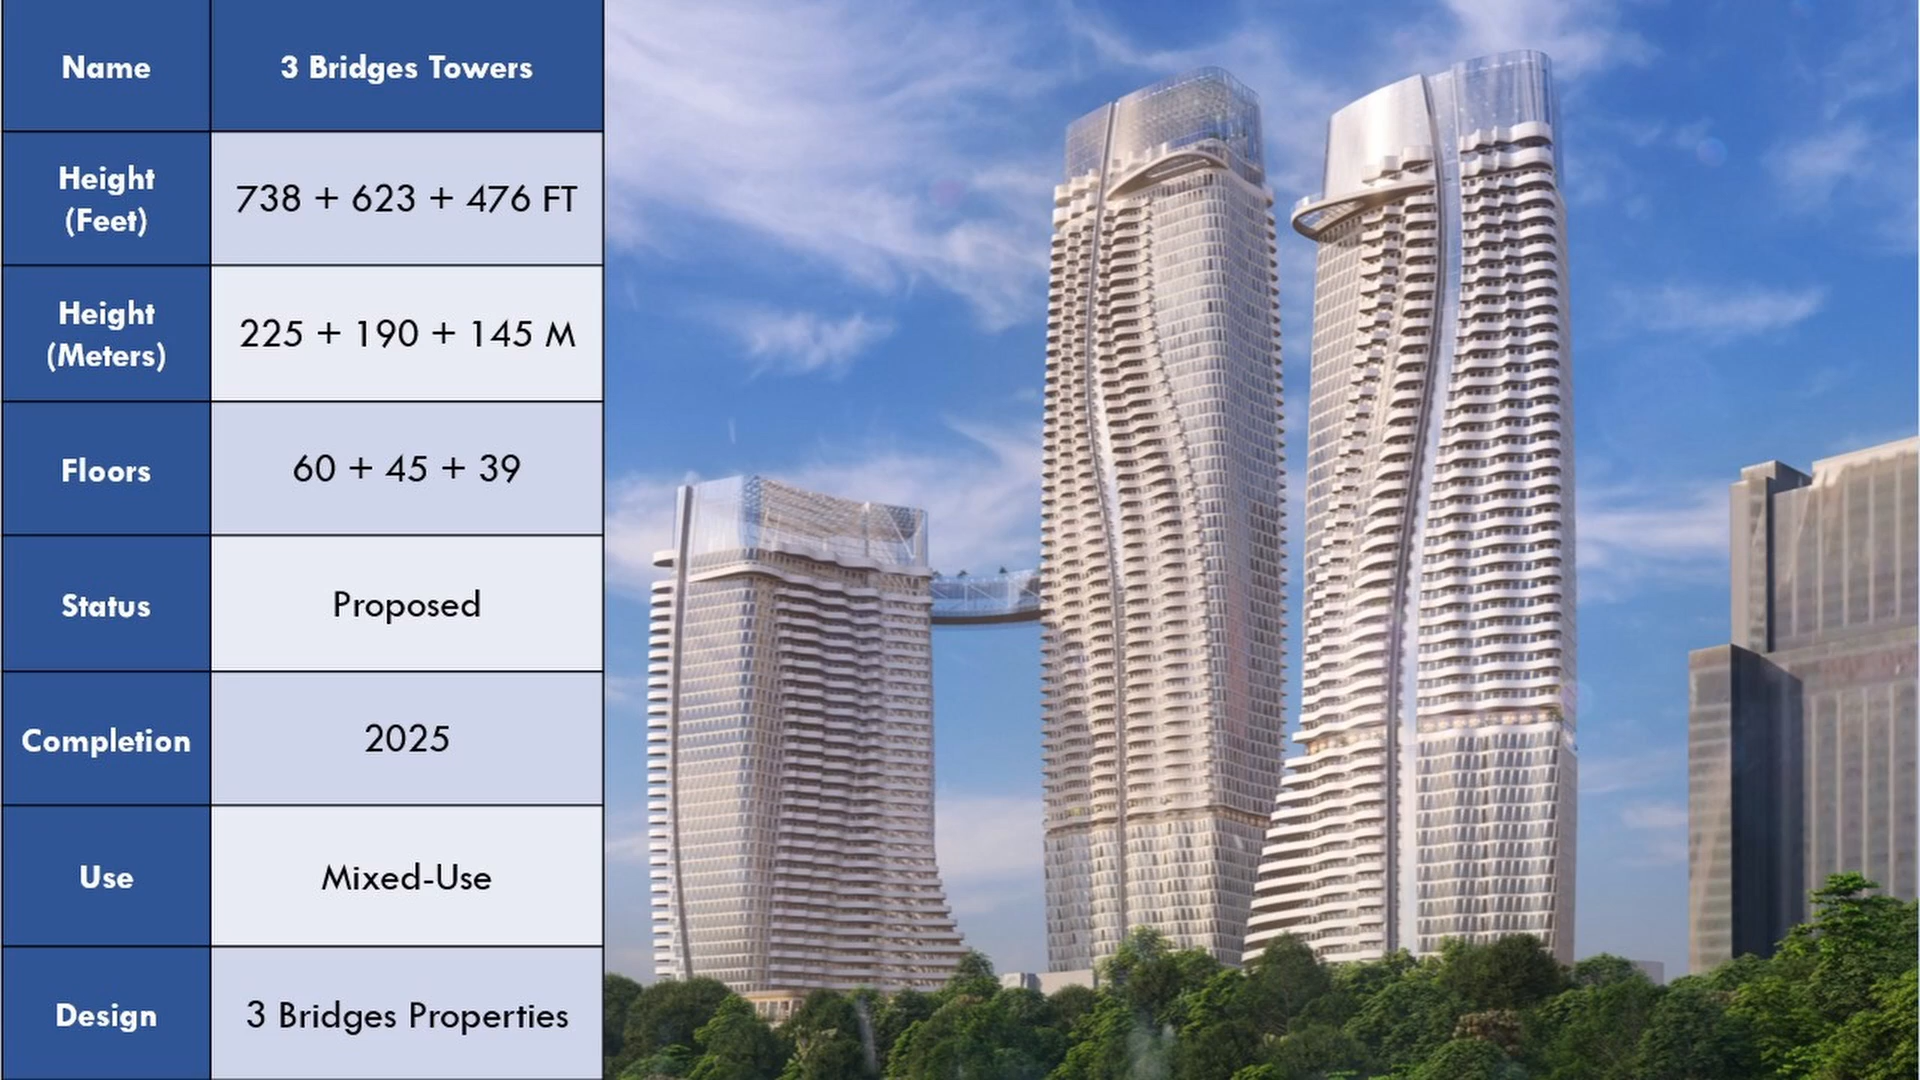 Name
3 Bridges Towers
Height
(Feet)
738 + 623 + 476 FT
Height
(Meters)
225 + 190 + 145 M
Floors
60 + 45 + 39
Status
Proposed
Completion
2025
Use
Mixed-Use
Design
3 Bridges Properties